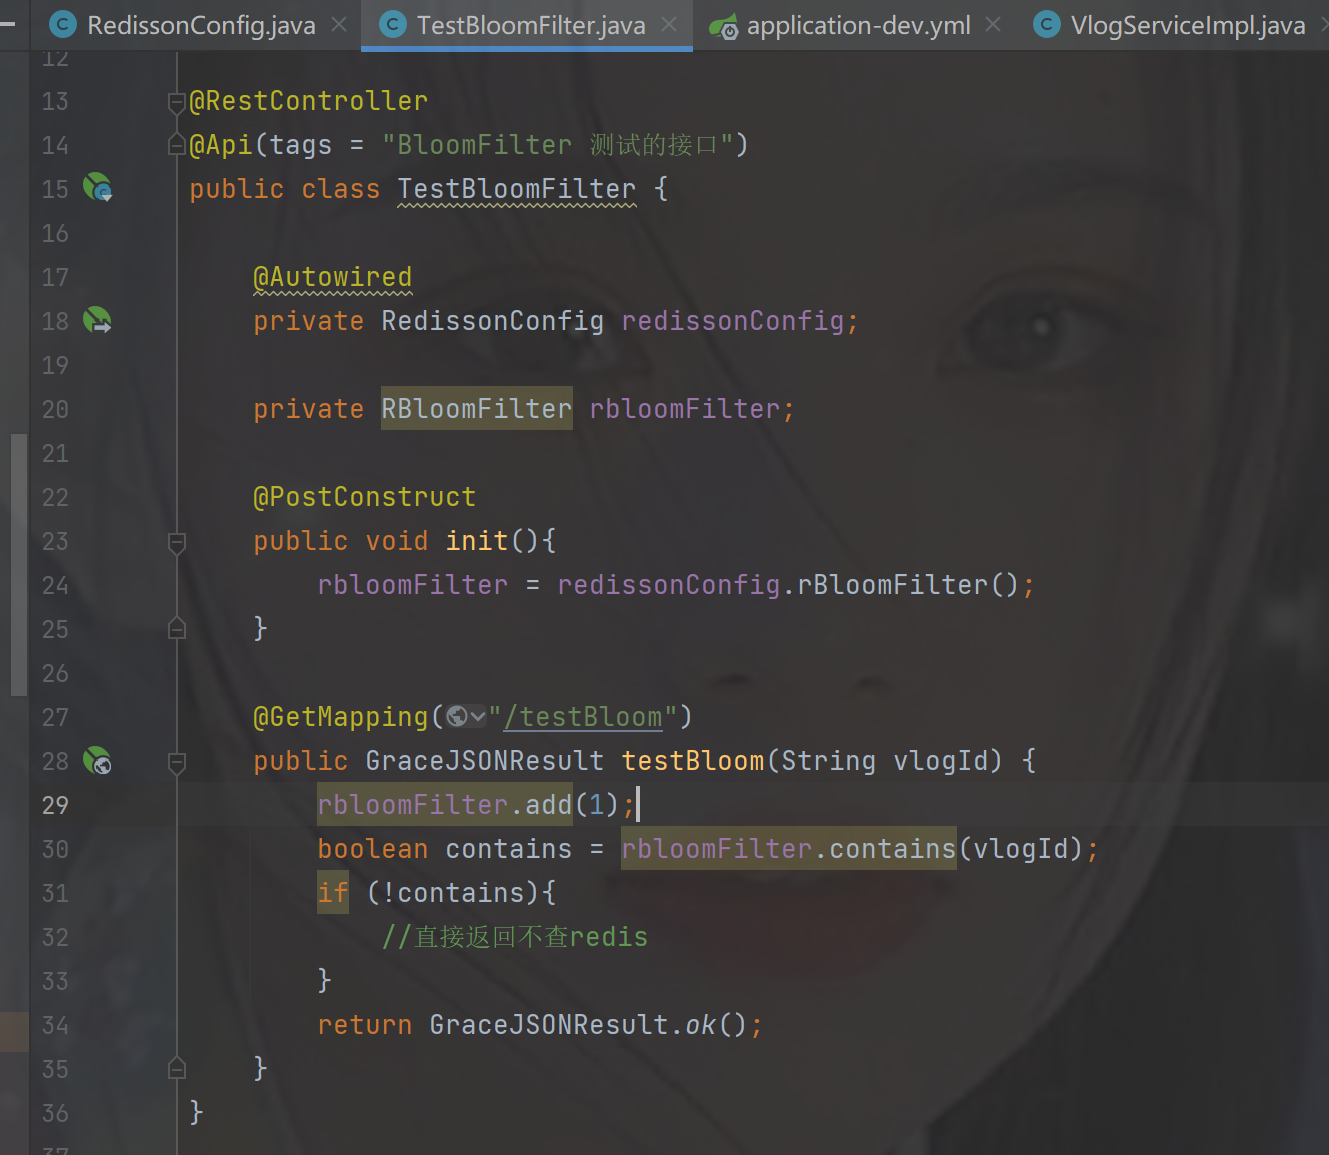 RedissonConfig.java TestBloomFilter.java application-dev.yml VlogServiceImpl.java
12
13 @RestController
14 @Api(tags = "BloomFilter 测试的接口")
15 public class TestBloomFilter {
16
17 @Autowired
18 private RedissonConfig redissonConfig;
19
20 private RBloomFilter rbloomFilter;
21
22 @PostConstruct
23 public void init(){
24 rbloomFilter = redissonConfig.rBloomFilter();
25 }
26
27 @GetMapping("/testBloom")
28 public GraceJSONResult testBloom(String vlogId) {
29 rbloomFilter.add(1);
30 boolean contains = rbloomFilter.contains(vlogId);
31 if (!contains){
32 //直接返回不查redis
33 }
34 return GraceJSONResult.ok();
35 }
36 }
37